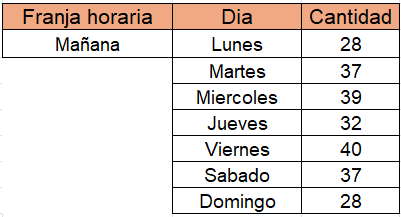 Franja horaria Dia Cantidad
Mañana Lunes 28
Martes 37
Miercoles 39
Jueves 32
Viernes 40
Sabado 37
Domingo 28